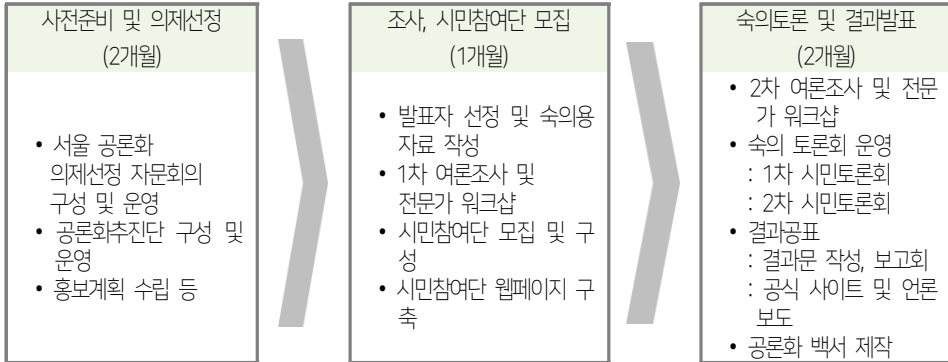 사전준비 및 의제선정
(2개월)
• 서울 공론화
의제선정 자문회의
구성 및 운영
• 공론화추진단 구성 및
운영
• 홍보계획 수립 등
조사, 시민참여단 모집
(1개월)
• 발표자 선정 및 숙의용
자료 작성
• 1차 여론조사 및
전문가 워크샵
• 시민참여단 모집 및 구
성
• 시민참여단 웹페이지 구
축
숙의토론 및 결과발표
(2개월)
• 2차 여론조사 및 전문
가 워크샵
• 숙의 토론회 운영
: 1차 시민토론회
: 2차 시민토론회
• 결과공표
: 결과문 작성, 보고회
: 공식 사이트 및 언론
보도
• 공론화 백서 제작